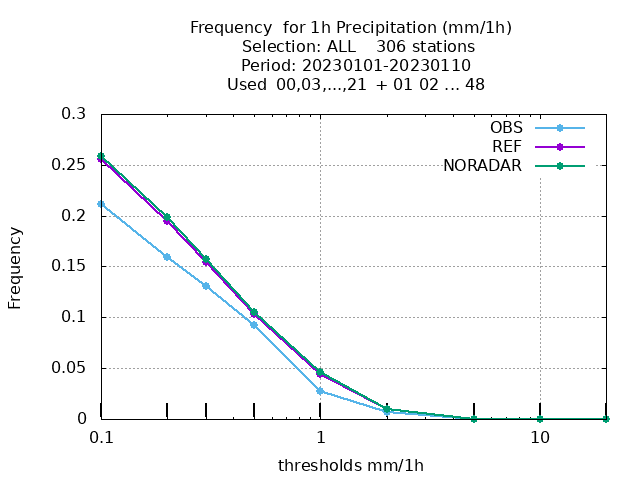 Frequency  for 1h Precipitation (mm/1h)
Selection: ALL    306 stations
Period: 20230101-20230110
Used  00,03,...,21  + 01 02 ... 48
0.3
OBS
REF
0.25
NORADAR
0.2
0.15
0.1
0.05
0
Frequency
0.1
1
10
thresholds mm/1h